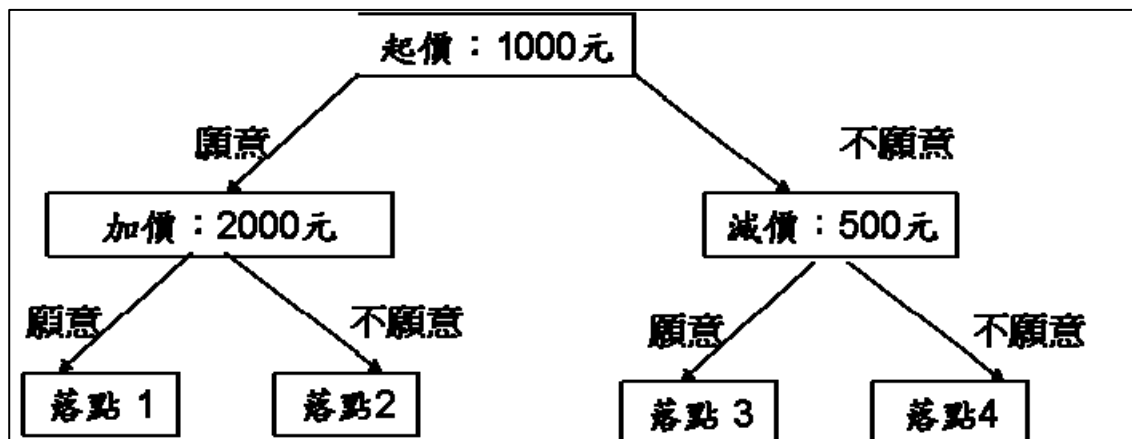 起價：1000元
願意
不願意
加價：2000元
減價：500元
願意
不願意
願意
不願意
落點 1
落點2
落點 3
落點4